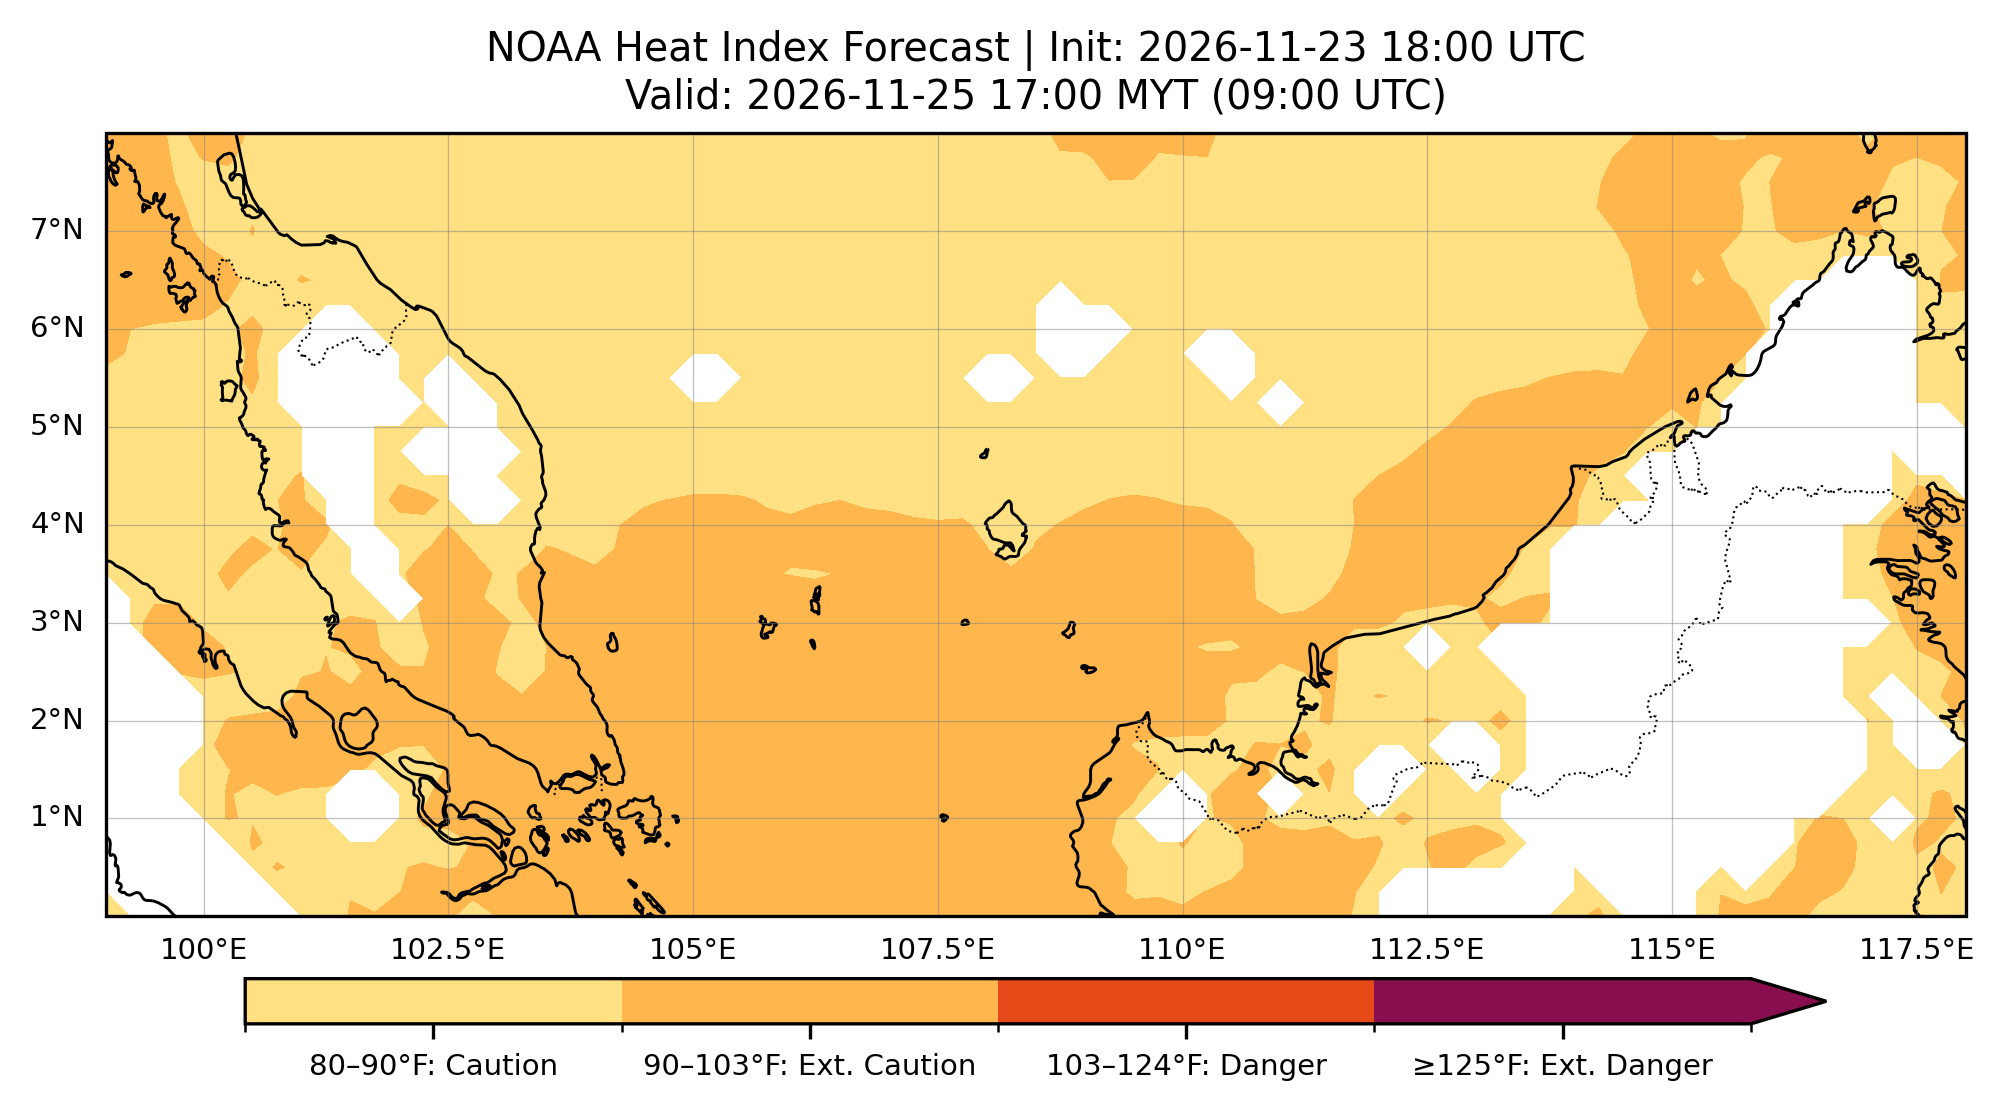 NOAA Heat Index Forecast | Init: 2026-11-23 18:00 UTC
Valid: 2026-11-25 17:00 MYT (09:00 UTC)
7°N
6°N
5°N
4°N
3°N
2°N
1°N
100°E 102.5°E 105°E 107.5°E 110°E 112.5°E 115°E 117.5°E
80–90°F: Caution 90–103°F: Ext. Caution 103–124°F: Danger ≥125°F: Ext. Danger